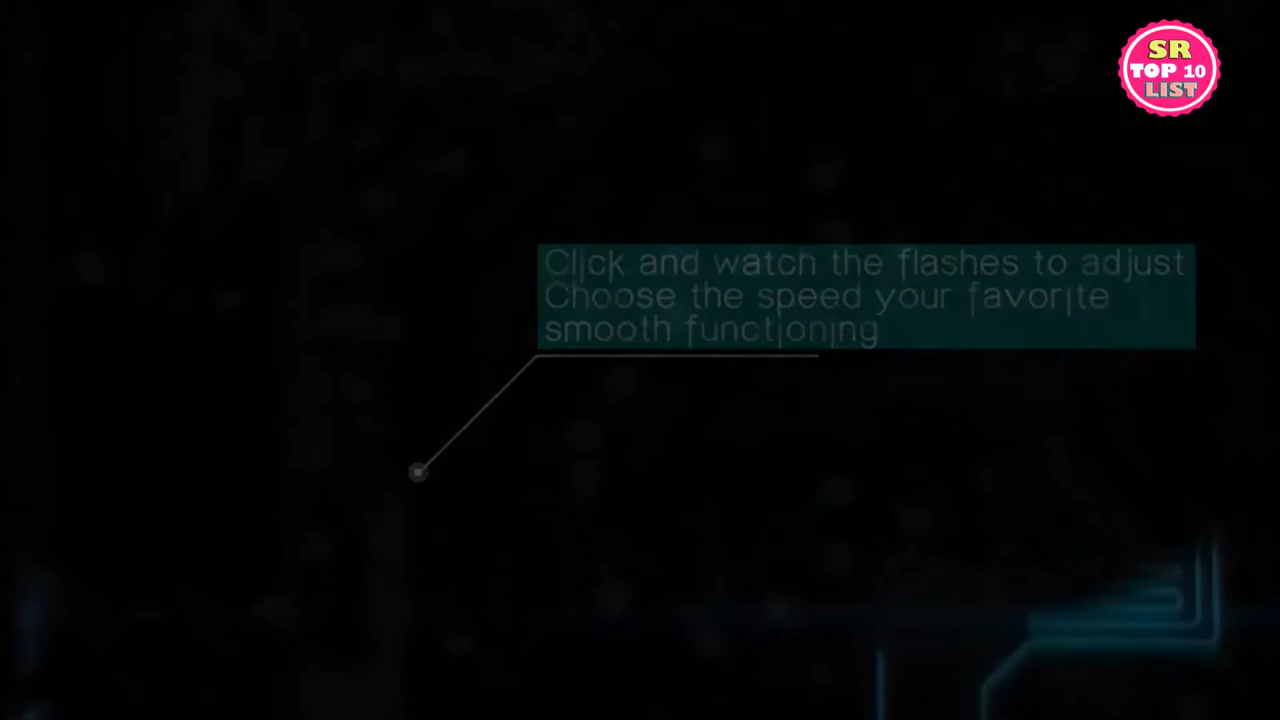 SR
TOP 10
LIST
Click and watch the flashes to adjust
Choose the speed your favorite
smooth functioning